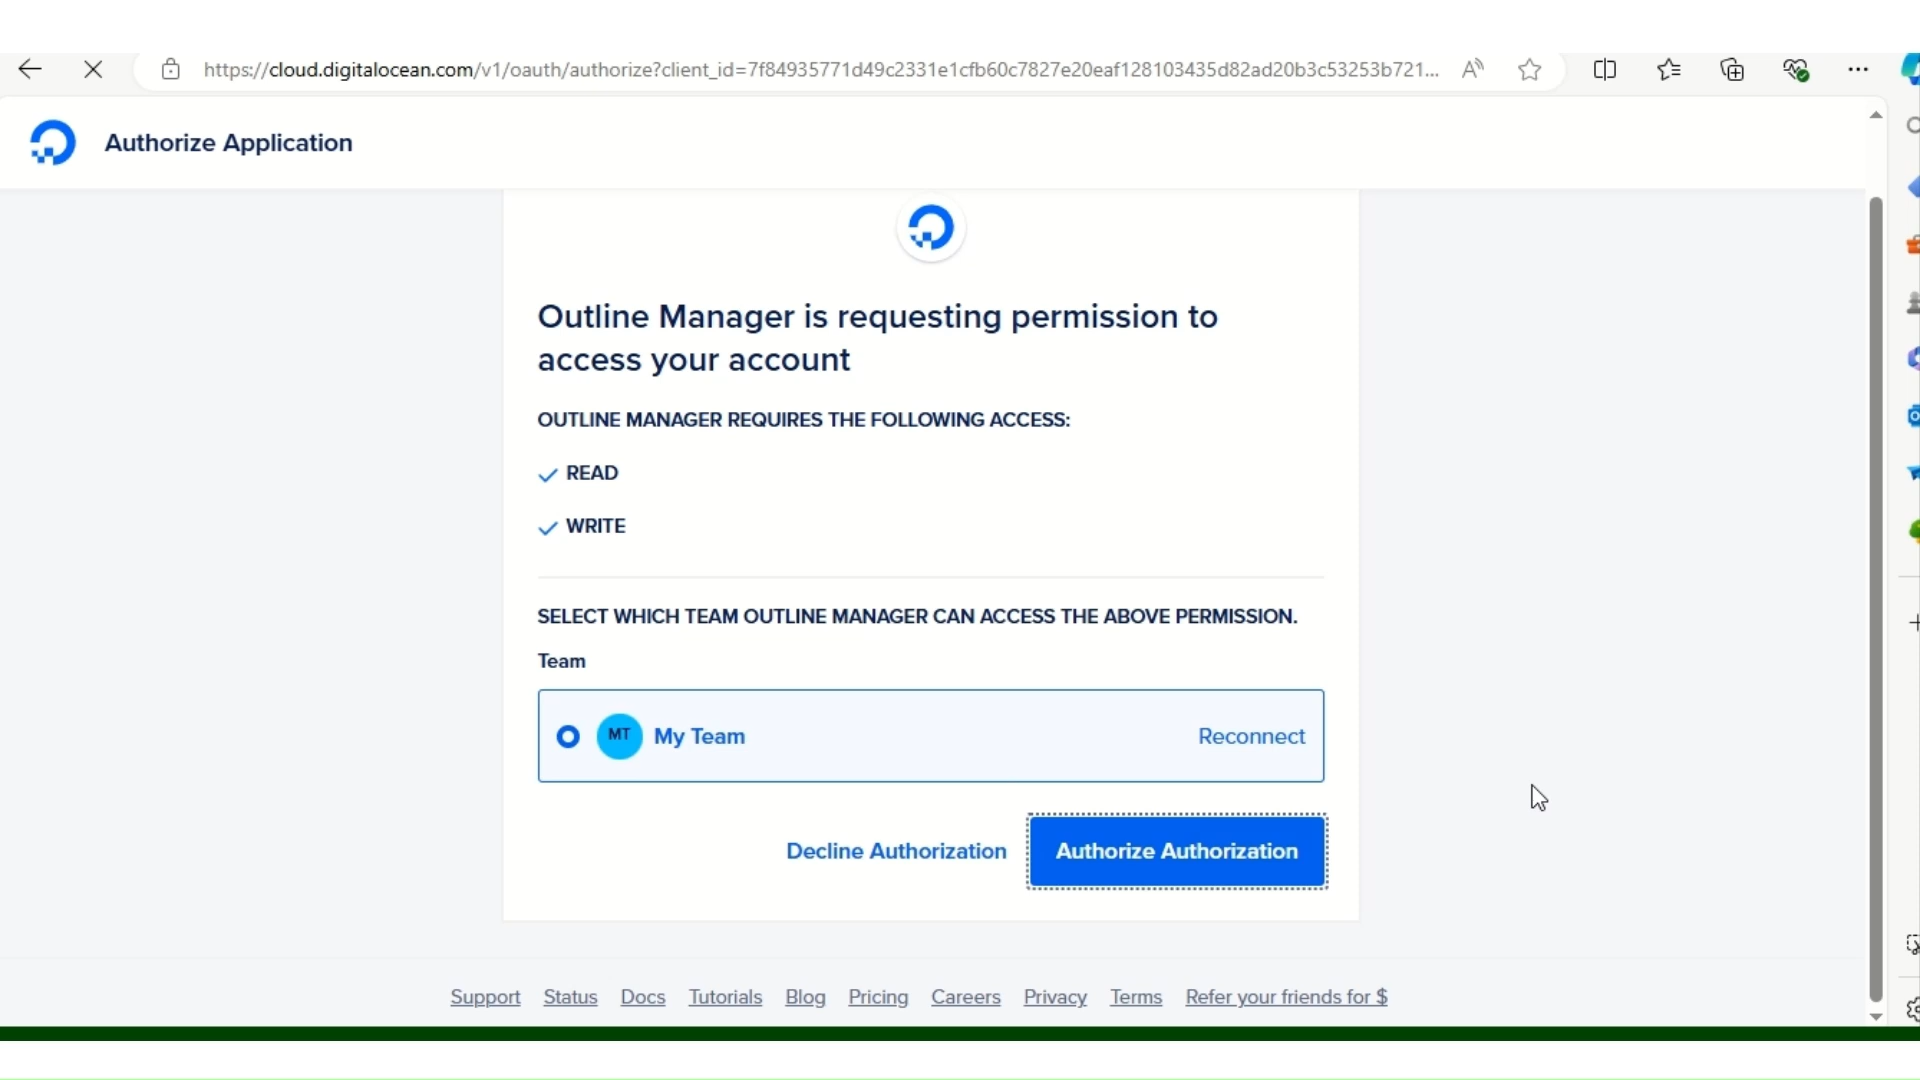 https://cloud.digitalocean.com/v1/oauth/authorize?client_id=7f84935771d49c2331e1cfb60c7827e20eaf128103435d82ad20b3c53253b721...
Authorize Application
Outline Manager is requesting permission to
access your account
OUTLINE MANAGER REQUIRES THE FOLLOWING ACCESS:
READ
WRITE
SELECT WHICH TEAM OUTLINE MANAGER CAN ACCESS THE ABOVE PERMISSION.
Team
MT My Team Reconnect
Decline Authorization Authorize Authorization
Support Status Docs Tutorials Blog Pricing Careers Privacy Terms Refer your friends for $